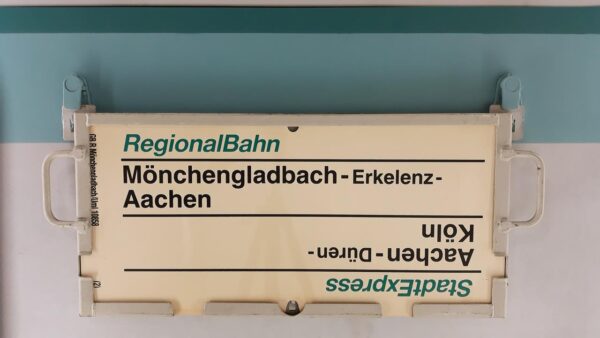 RegionalBahn
Mönchengladbach-Erkelenz-
Aachen
StadtExpress
Aachen-Düren-
Köln